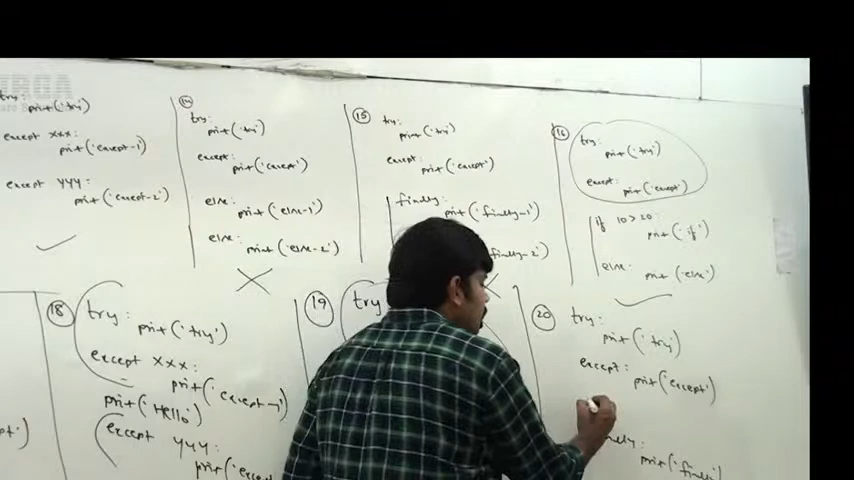 URGA
try:
print('try')
except xxx:
print('except-1')
except yyy:
print('except-2')
14
try:
print('try')
except:
print('except')
else:
print('else-1')
else:
print('else-2')
15
try:
print('try')
except:
print('except')
finally:
print('finally-1')
finally-2')
16
try:
print('try')
except:
print('except')
if 10>20:
print('if')
else:
print('else')
18
try:
print('try')
except xxx:
print('except-1')
print('Hello')
except yyy:
print('except
19
try
20
try:
print('try')
except:
print('except')
print('finally')